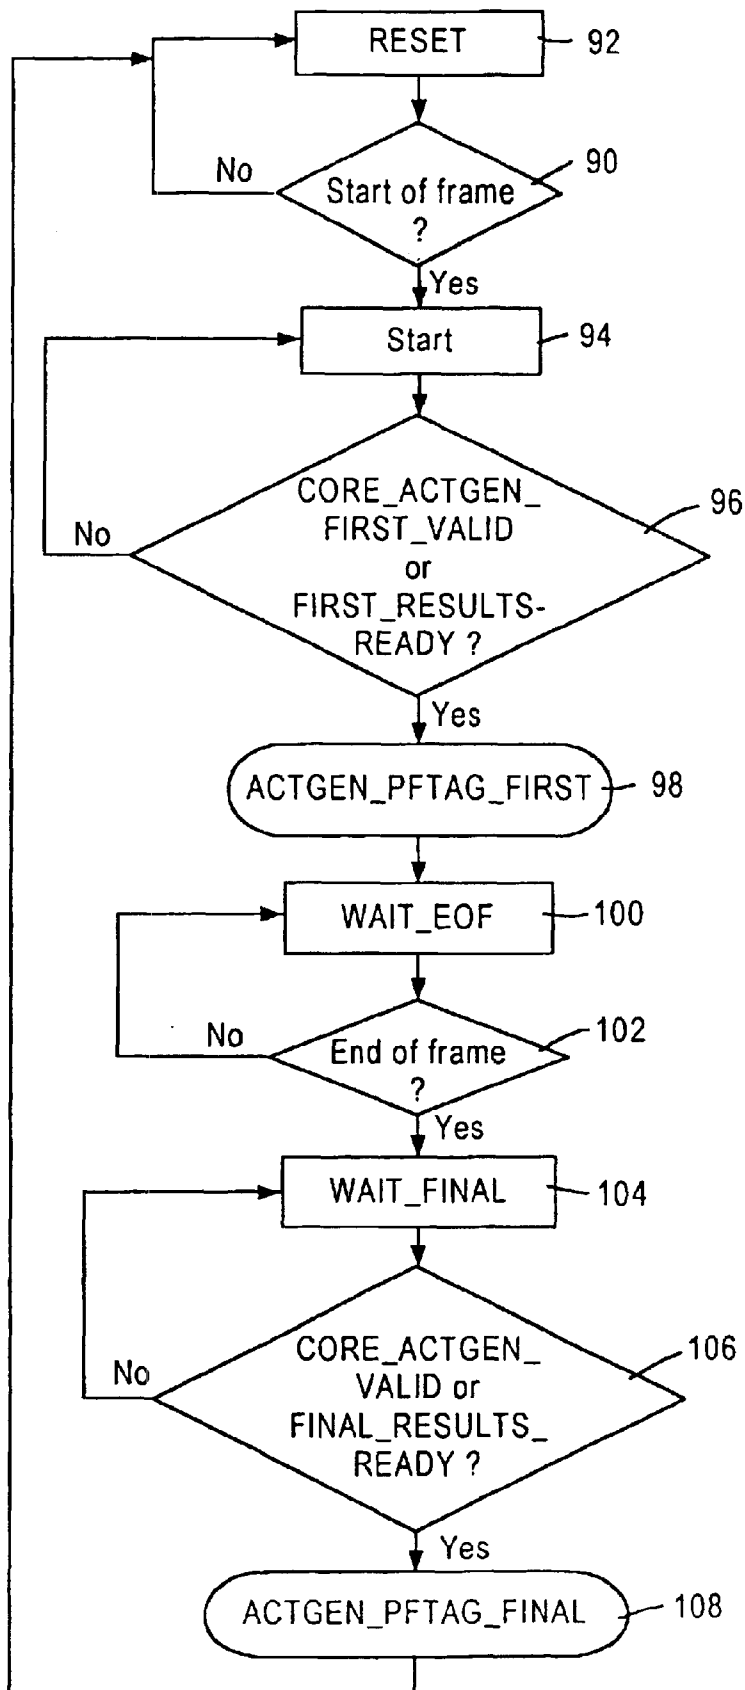 RESET
92
90
No
Start of frame
?
Yes
Start
94
CORE_ACTGEN_
FIRST_VALID
or
FIRST_RESULTS-
READY ?
96
No
Yes
ACTGEN_PFTAG_FIRST
98
WAIT_EOF
100
102
No
End of frame
?
Yes
WAIT_FINAL
104
CORE_ACTGEN_
VALID or
FINAL_RESULTS_
READY ?
106
No
Yes
ACTGEN_PFTAG_FINAL
108